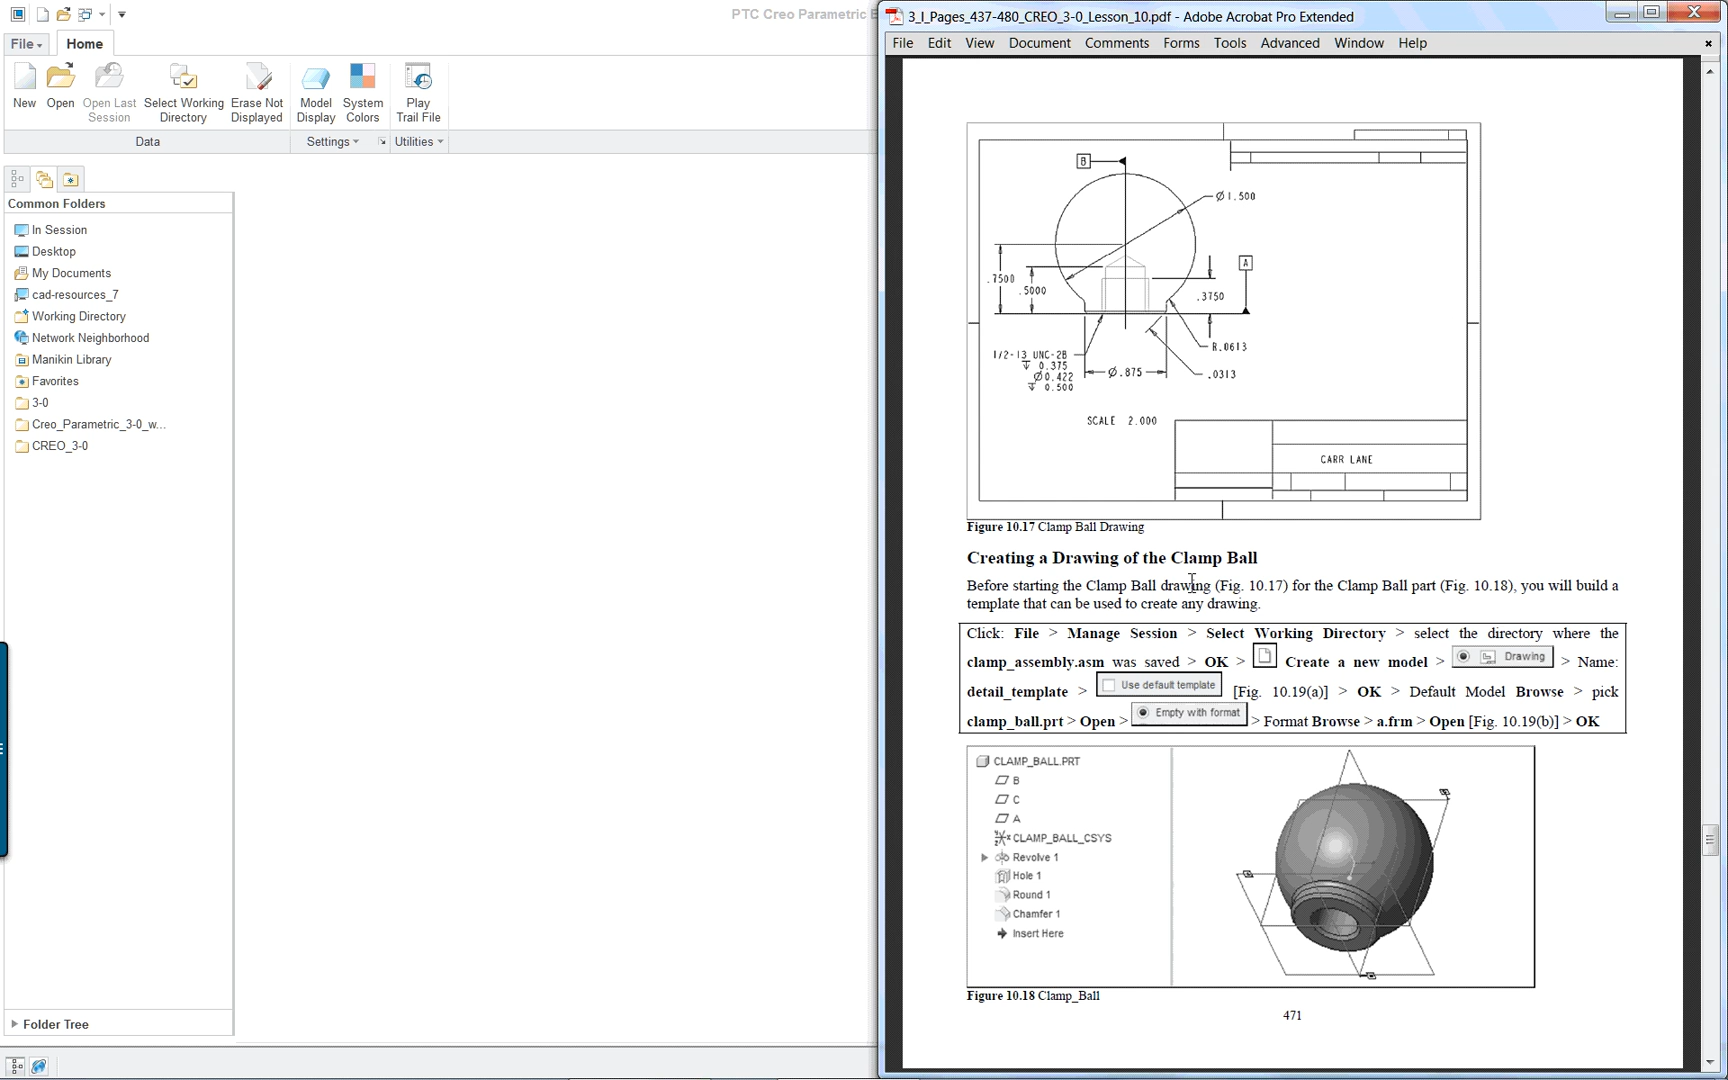 PTC Creo Parametric E
File
Home
New
Open
Open Last Session
Select Working Directory
Erase Not Displayed
Model Display
System Colors
Play Trail File
Data
Settings
Utilities
Common Folders
In Session
Desktop
My Documents
cad-resources_7
Working Directory
Network Neighborhood
Manikin Library
Favorites
3-0
Creo_Parametric_3-0_w...
CREO_3-0
Folder Tree
3_I_Pages_437-480_CREO_3-0_Lesson_10.pdf - Adobe Acrobat Pro Extended
File Edit View Document Comments Forms Tools Advanced Window Help
B
Ø1.500
A
.7500
.5000
.3750
R.0613
1/2-13 UNC-2B
↧ 0.375
Ø0.422
↧ 0.500
Ø.875
.0313
SCALE 2.000
CARR LANE
Figure 10.17 Clamp Ball Drawing
Creating a Drawing of the Clamp Ball
Before starting the Clamp Ball drawing (Fig. 10.17) for the Clamp Ball part (Fig. 10.18), you will build a
template that can be used to create any drawing.
Click: File > Manage Session > Select Working Directory > select the directory where the
clamp_assembly.asm was saved > OK > Create a new model > Drawing > Name:
detail_template > Use default template [Fig. 10.19(a)] > OK > Default Model Browse > pick
clamp_ball.prt > Open > Empty with format > Format Browse > a.frm > Open [Fig. 10.19(b)] > OK
CLAMP_BALL.PRT
B
C
A
CLAMP_BALL_CSYS
Revolve 1
Hole 1
Round 1
Chamfer 1
Insert Here
Figure 10.18 Clamp_Ball
471